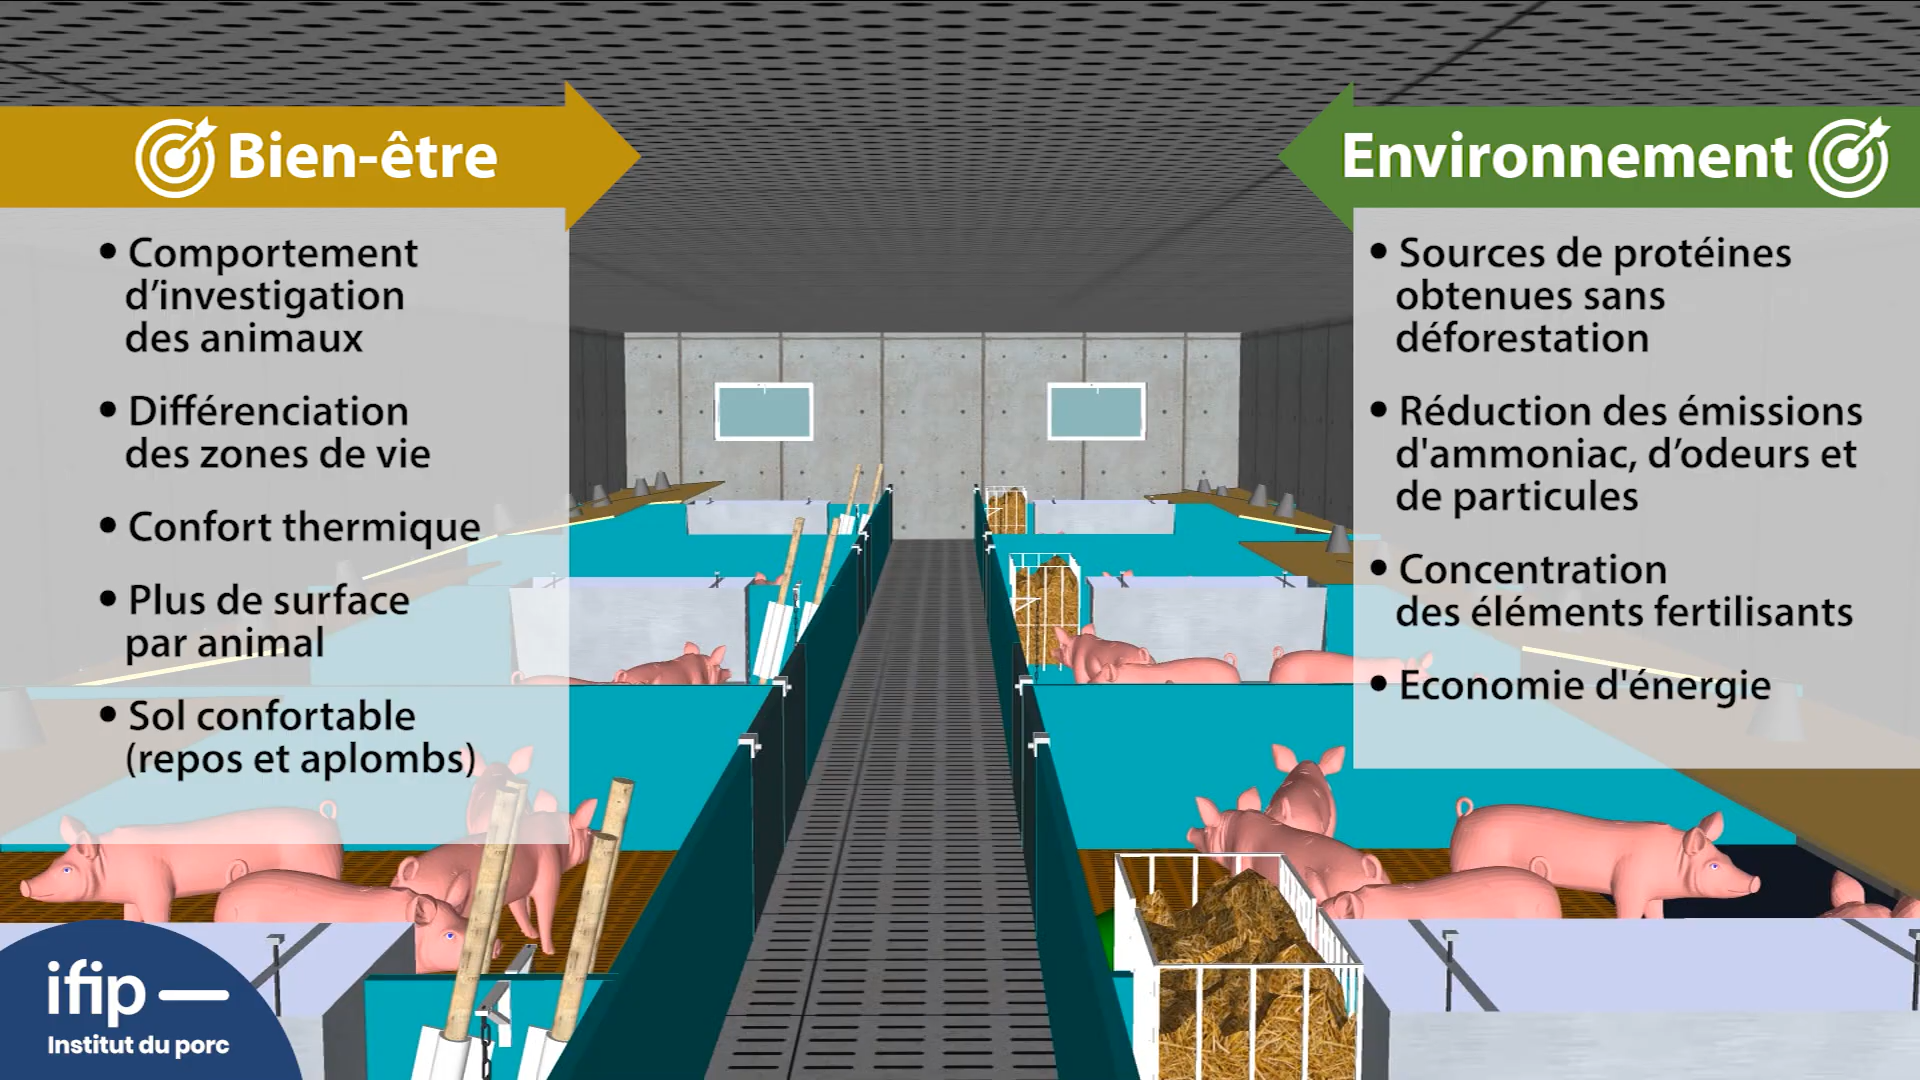 Bien-être
• Comportement
d’investigation
des animaux
• Différenciation
des zones de vie
• Confort thermique
• Plus de surface
par animal
• Sol confortable
(repos et aplombs)
Environnement
• Sources de protéines
obtenues sans
déforestation
• Réduction des émissions
d'ammoniac, d’odeurs et
de particules
• Concentration
des éléments fertilisants
• Economie d'énergie
ifip —
Institut du porc